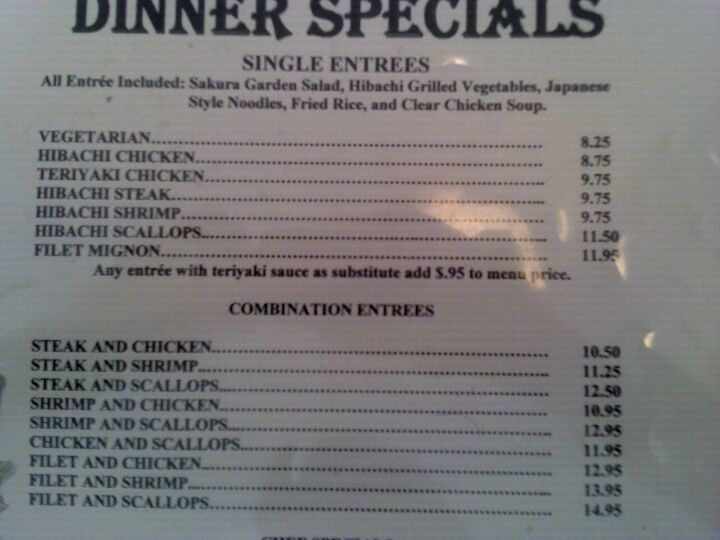 DINNER SPECIALS
SINGLE ENTREES
All Entrée Included: Sakura Garden Salad, Hibachi Grilled Vegetables, Japanese
Style Noodles, Fried Rice, and Clear Chicken Soup.
VEGETARIAN 8.25
HIBACHI CHICKEN 8.75
TERIYAKI CHICKEN 9.75
HIBACHI STEAK 9.75
HIBACHI SHRIMP 9.75
HIBACHI SCALLOPS 11.50
FILET MIGNON 11.95
Any entrée with teriyaki sauce as substitute add $.95 to menu price.
COMBINATION ENTREES
STEAK AND CHICKEN 10.50
STEAK AND SHRIMP 11.25
STEAK AND SCALLOPS 12.50
SHRIMP AND CHICKEN 10.95
SHRIMP AND SCALLOPS 12.95
CHICKEN AND SCALLOPS 11.95
FILET AND CHICKEN 12.95
FILET AND SHRIMP 13.95
FILET AND SCALLOPS 14.95